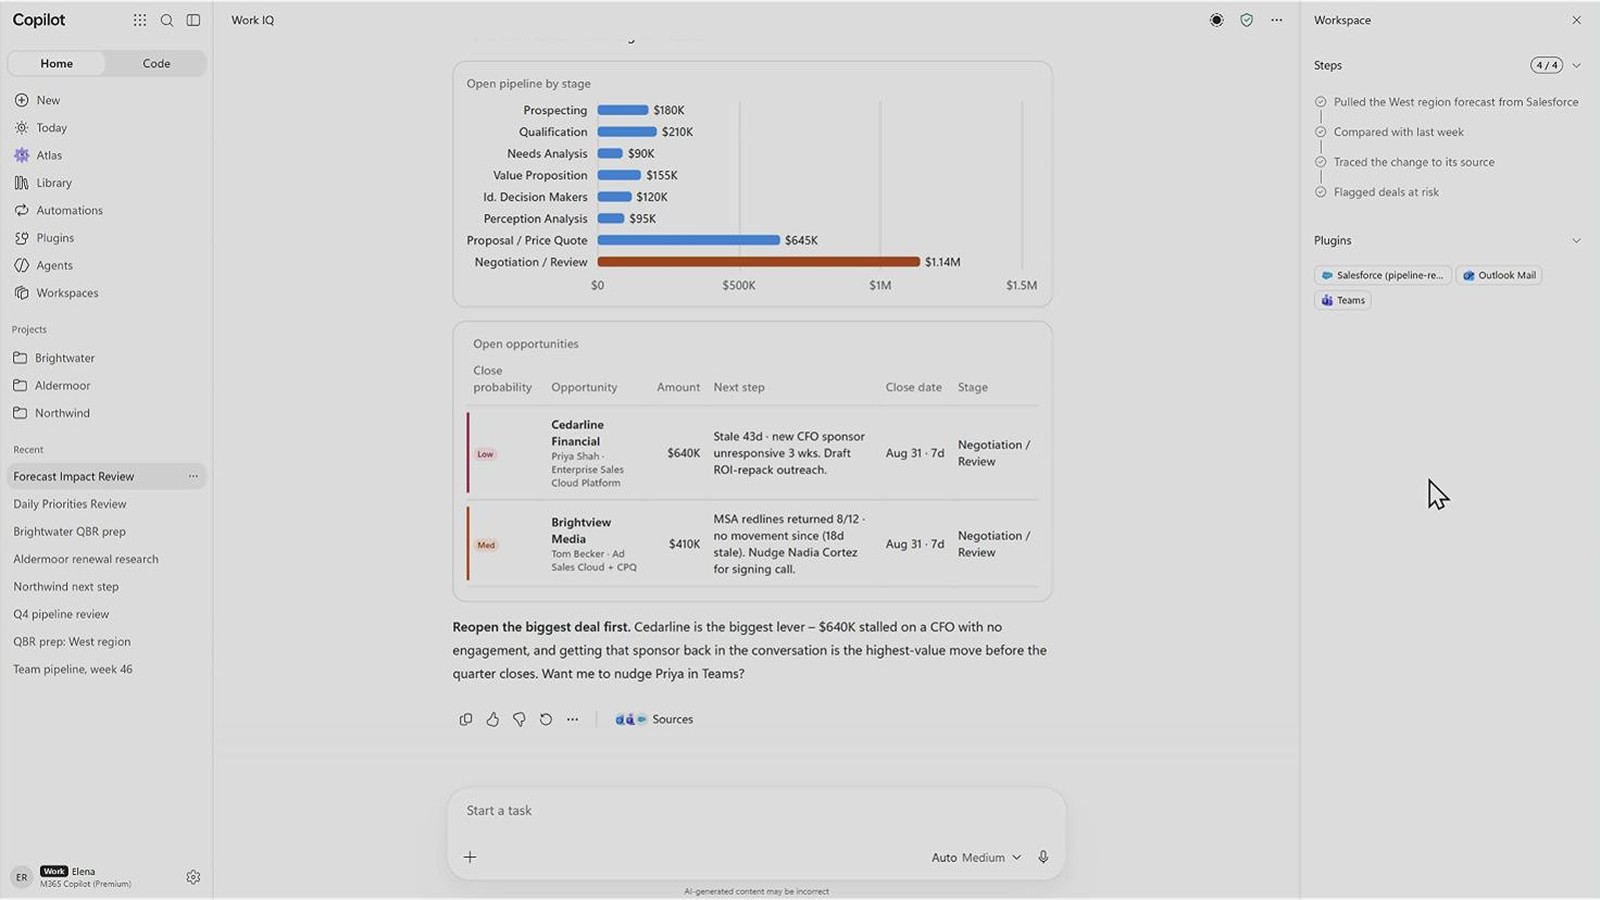 Copilot
Home
Code
New
Today
Atlas
Library
Automations
Plugins
Agents
Workspaces
Projects
Brightwater
Aldermoor
Northwind
Recent
Forecast Impact Review
Daily Priorities Review
Brightwater QBR prep
Aldermoor renewal research
Northwind next step
Q4 pipeline review
QBR prep: West region
Team pipeline, week 46
ER
Work Elena
M365 Copilot (Premium)
Work IQ
Open pipeline by stage
Prospecting $180K
Qualification $210K
Needs Analysis $90K
Value Proposition $155K
Id. Decision Makers $120K
Perception Analysis $95K
Proposal / Price Quote $645K
Negotiation / Review $1.14M
$0 $500K $1M $1.5M
Open opportunities
Close
probability Opportunity Amount Next step Close date Stage
Low
Cedarline
Financial
Priya Shah ·
Enterprise Sales
Cloud Platform
$640K
Stale 43d · new CFO sponsor
unresponsive 3 wks. Draft
ROI-repack outreach.
Aug 31 · 7d
Negotiation /
Review
Med
Brightview
Media
Tom Becker · Ad
Sales Cloud + CPQ
$410K
MSA redlines returned 8/12 ·
no movement since (18d
stale). Nudge Nadia Cortez
for signing call.
Aug 31 · 7d
Negotiation /
Review
Reopen the biggest deal first. Cedarline is the biggest lever – $640K stalled on a CFO with no
engagement, and getting that sponsor back in the conversation is the highest-value move before the
quarter closes. Want me to nudge Priya in Teams?
Sources
Start a task
Auto Medium
AI-generated content may be incorrect
Workspace
Steps 4 / 4
Pulled the West region forecast from Salesforce
Compared with last week
Traced the change to its source
Flagged deals at risk
Plugins
Salesforce (pipeline-re...
Outlook Mail
Teams